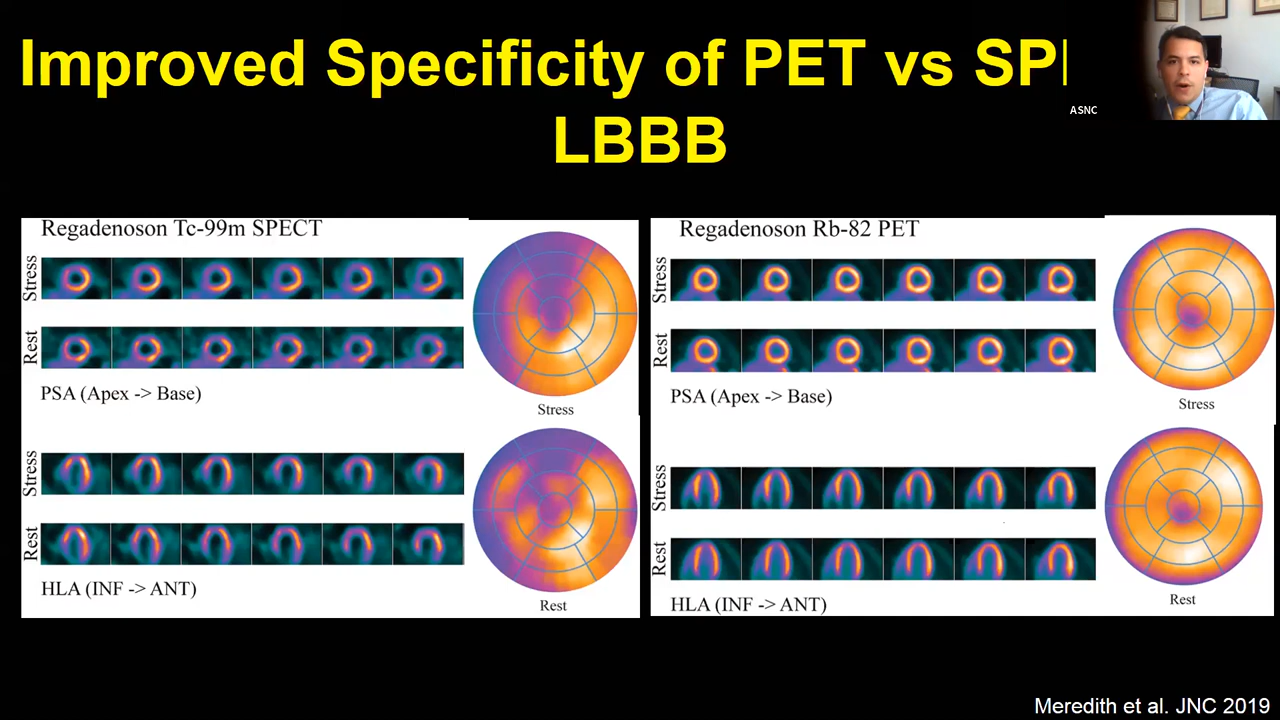 Improved Specificity of PET vs SP
LBBB
ASNC
Regadenoson Tc-99m SPECT
Stress
Rest
PSA (Apex -> Base)
Stress
Stress
Rest
HLA (INF -> ANT)
Rest
Regadenoson Rb-82 PET
Stress
Rest
PSA (Apex -> Base)
Stress
Stress
Rest
HLA (INF -> ANT)
Rest
Meredith et al. JNC 2019